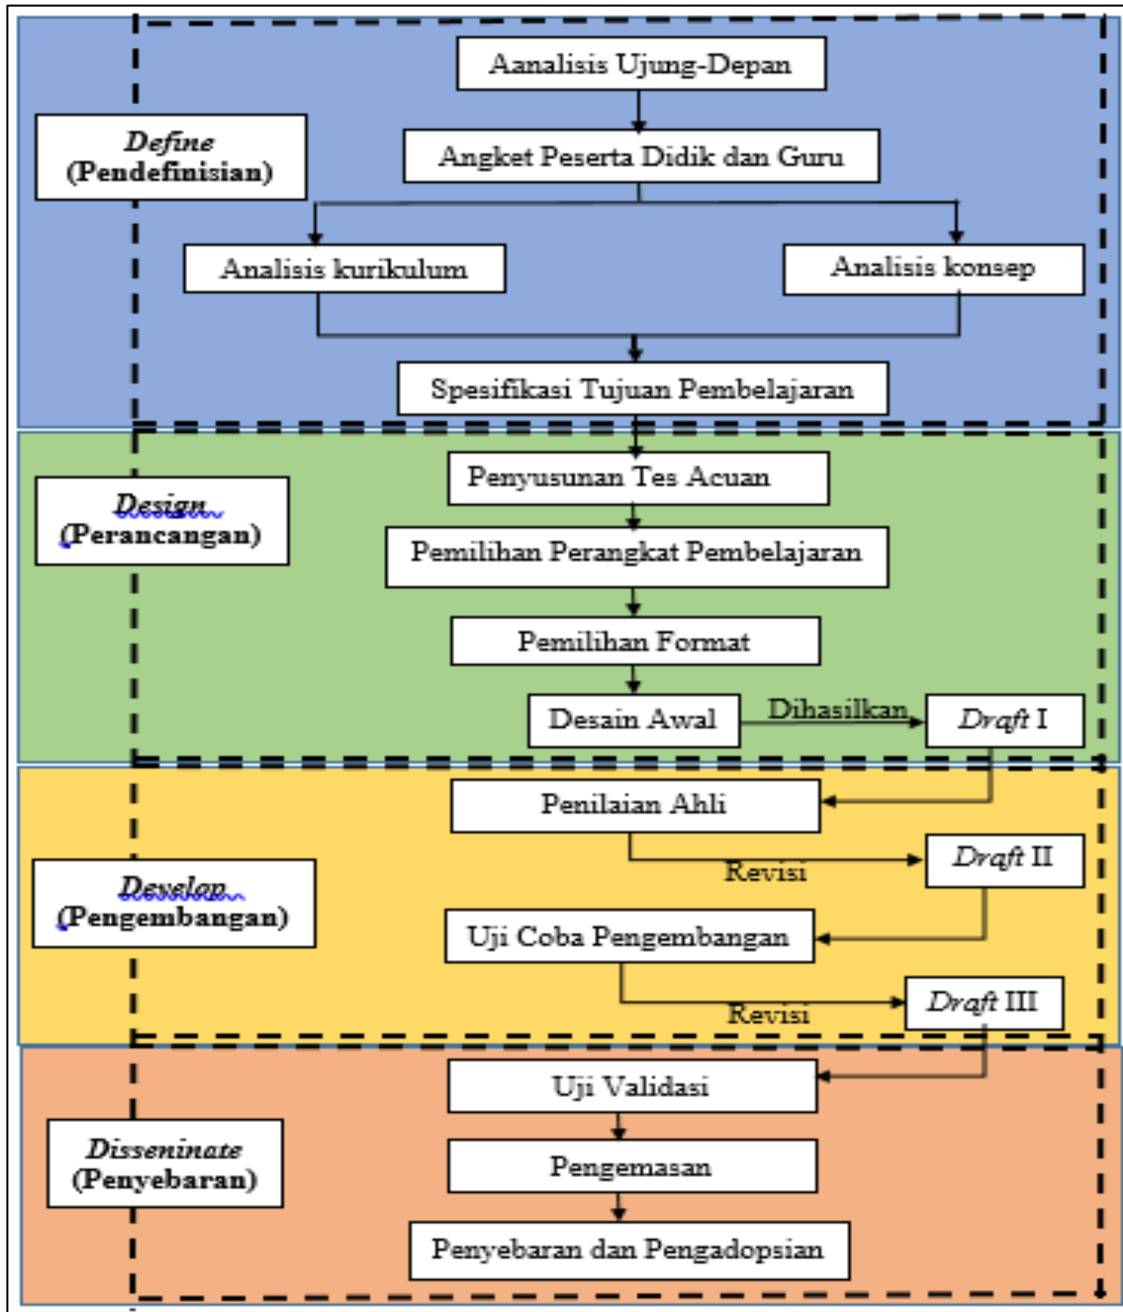 Aanalisis Ujung-Depan
Define
(Pendefinisian)
Angket Peserta Didik dan Guru
Analisis kurikulum
Analisis konsep
Spesifikasi Tujuan Pembelajaran
Penyusunan Tes Acuan
Design
(Perancangan)
Pemilihan Perangkat Pembelajaran
Pemilihan Format
Desain Awal
Dihasilkan
Draft I
Penilaian Ahli
Revisi
Draft II
Develop
(Pengembangan)
Uji Coba Pengembangan
Revisi
Draft III
Uji Validasi
Disseninate
(Penyebaran)
Pengemasan
Penyebaran dan Pengadopsian